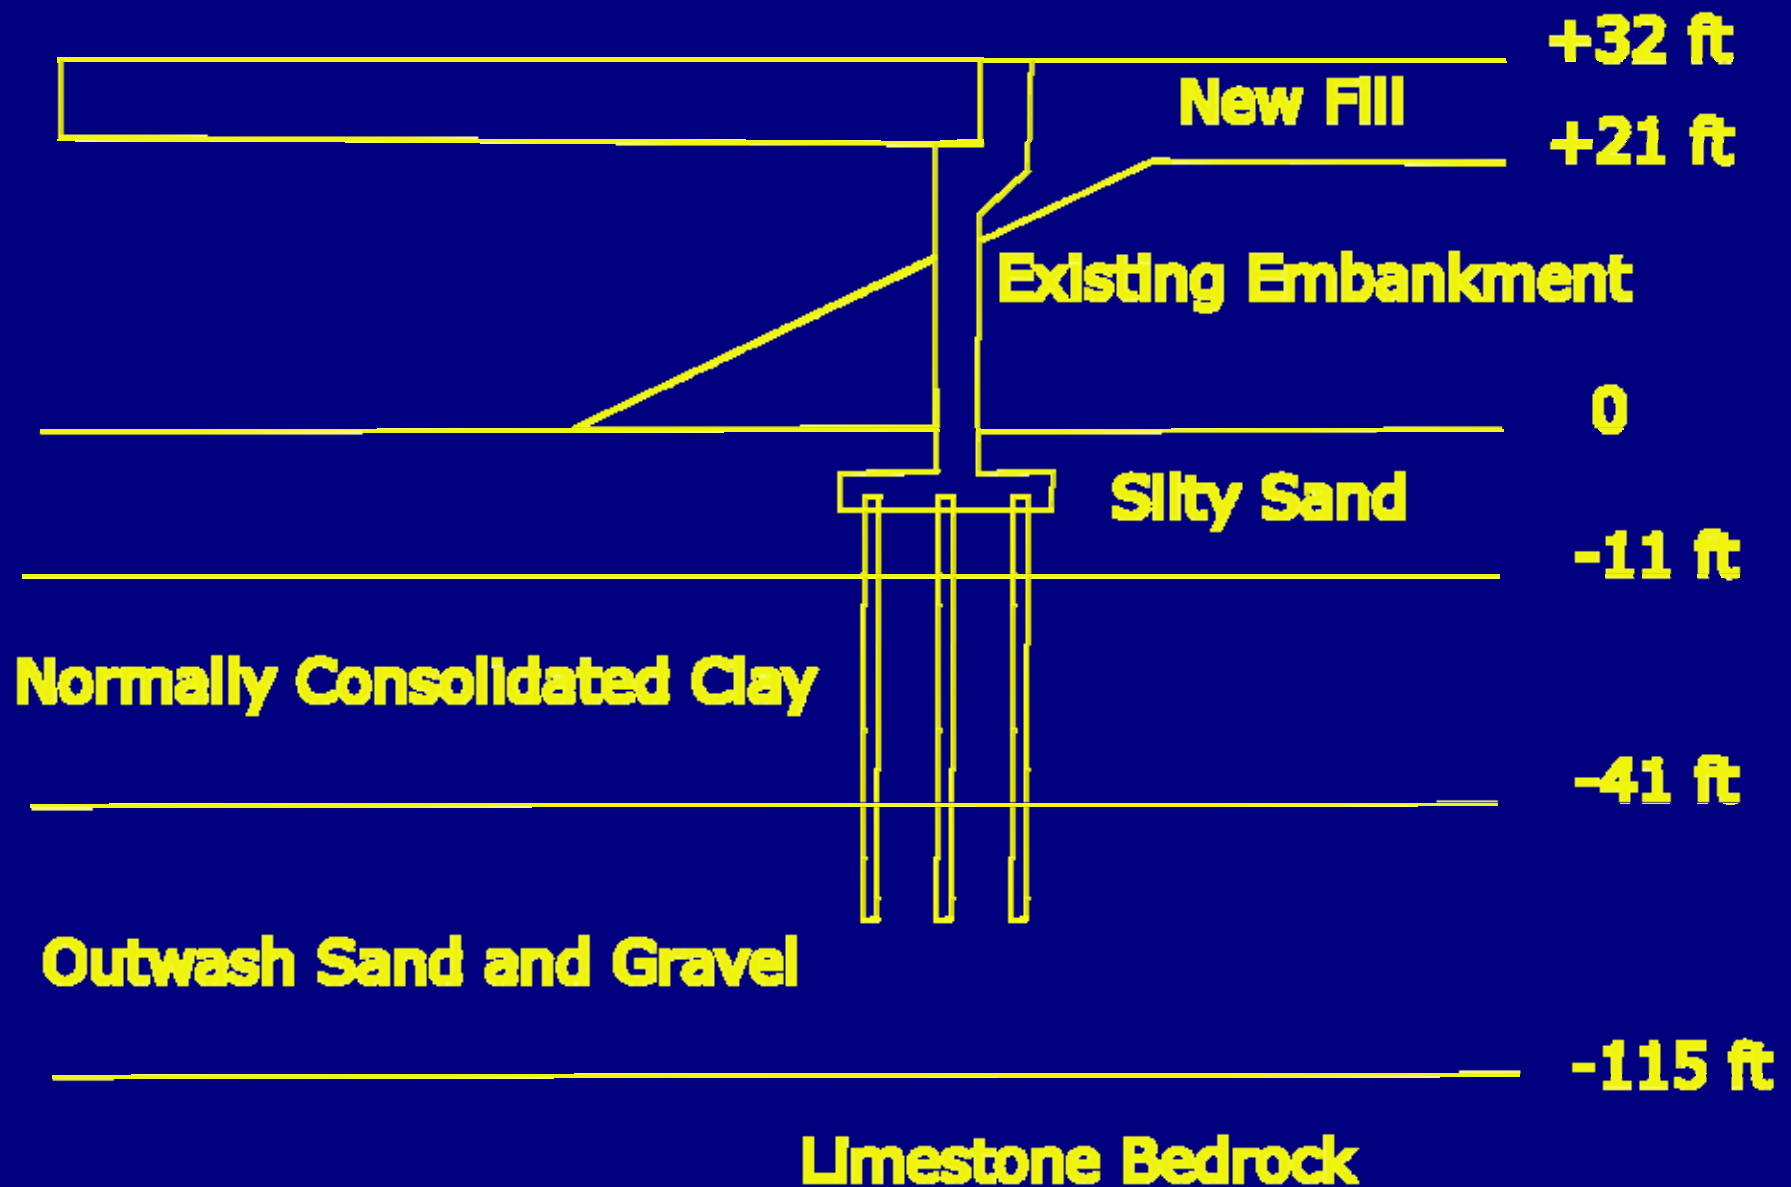 +32 ft
New Fill
+21 ft
Existing Embankment
0
Silty Sand
-11 ft
Normally Consolidated Clay
-41 ft
Outwash Sand and Gravel
-115 ft
Limestone Bedrock